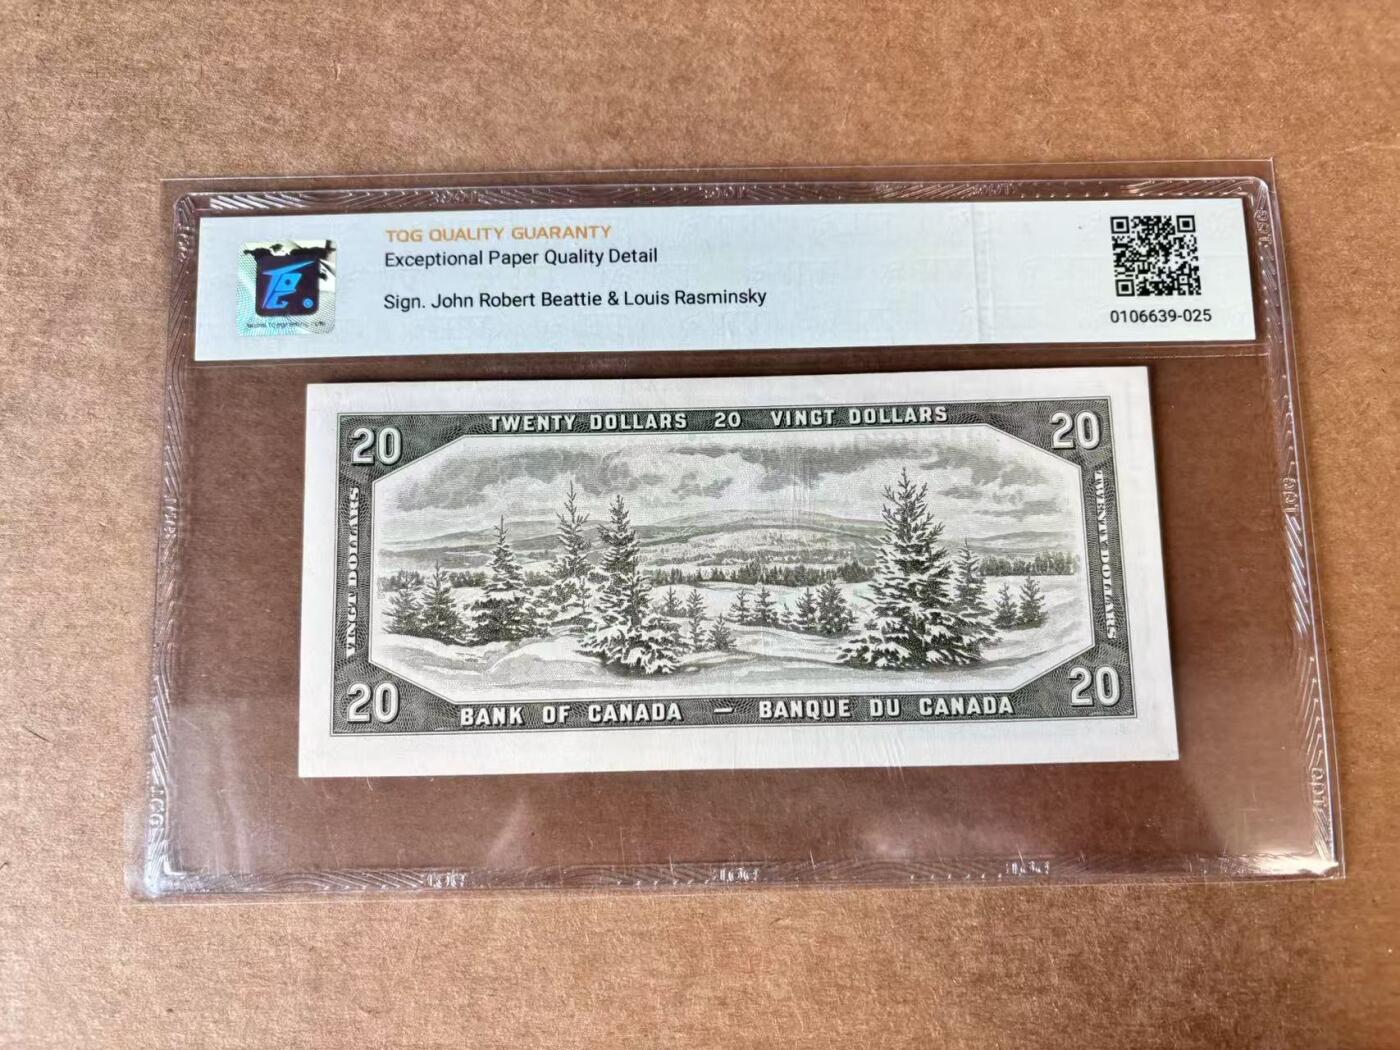 TQG QUALITY GUARANTY
Exceptional Paper Quality Detail
Sign. John Robert Beattie & Louis Rasminsky
0106639-025
TWENTY DOLLARS 20 VINGT DOLLARS
20
20
VINGT DOLLARS
TWENTY DOLLARS
20
20
BANK OF CANADA — BANQUE DU CANADA